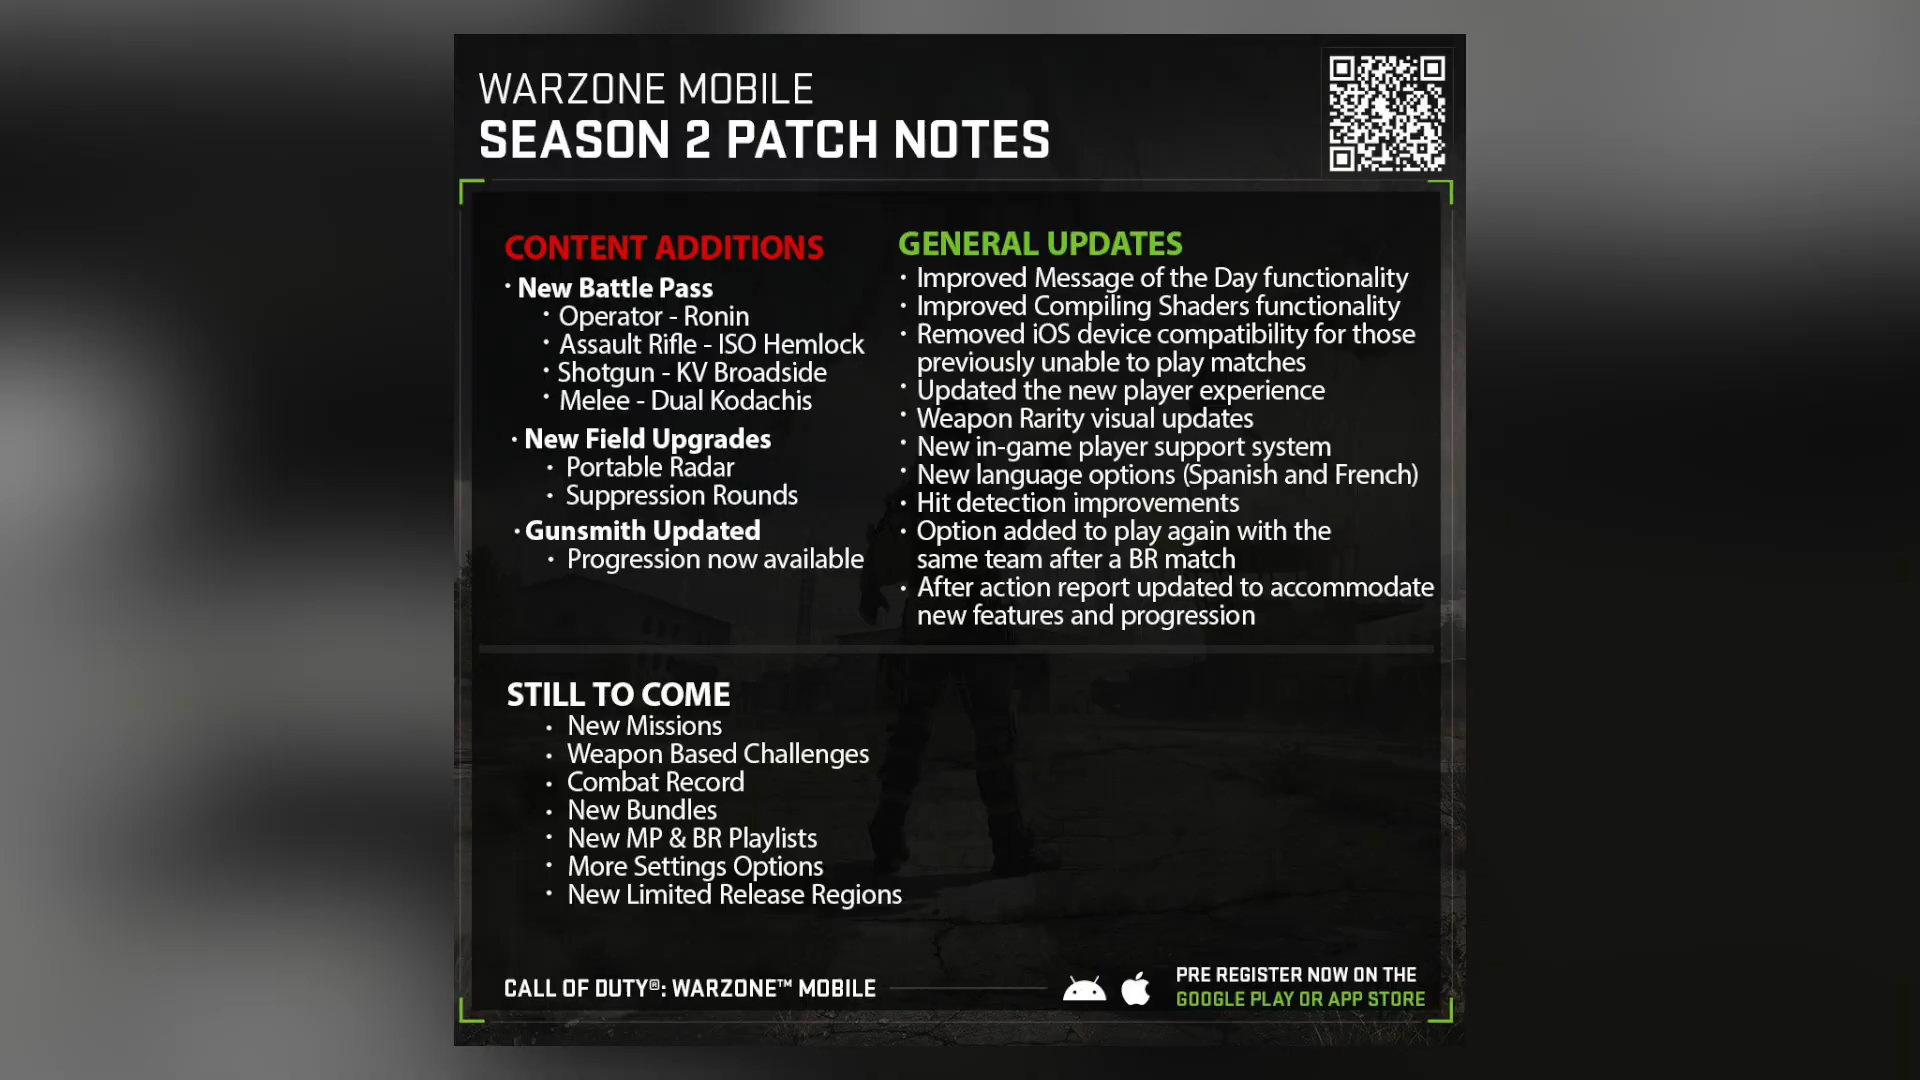 WARZONE MOBILE
SEASON 2 PATCH NOTES
CONTENT ADDITIONS
· New Battle Pass
· Operator - Ronin
· Assault Rifle - ISO Hemlock
· Shotgun - KV Broadside
· Melee - Dual Kodachis
· New Field Upgrades
· Portable Radar
· Suppression Rounds
· Gunsmith Updated
· Progression now available
GENERAL UPDATES
· Improved Message of the Day functionality
· Improved Compiling Shaders functionality
· Removed iOS device compatibility for those
previously unable to play matches
· Updated the new player experience
· Weapon Rarity visual updates
· New in-game player support system
· New language options (Spanish and French)
· Hit detection improvements
· Option added to play again with the
same team after a BR match
· After action report updated to accommodate
new features and progression
STILL TO COME
· New Missions
· Weapon Based Challenges
· Combat Record
· New Bundles
· New MP & BR Playlists
· More Settings Options
· New Limited Release Regions
CALL OF DUTY®: WARZONE™ MOBILE
PRE REGISTER NOW ON THE
GOOGLE PLAY OR APP STORE